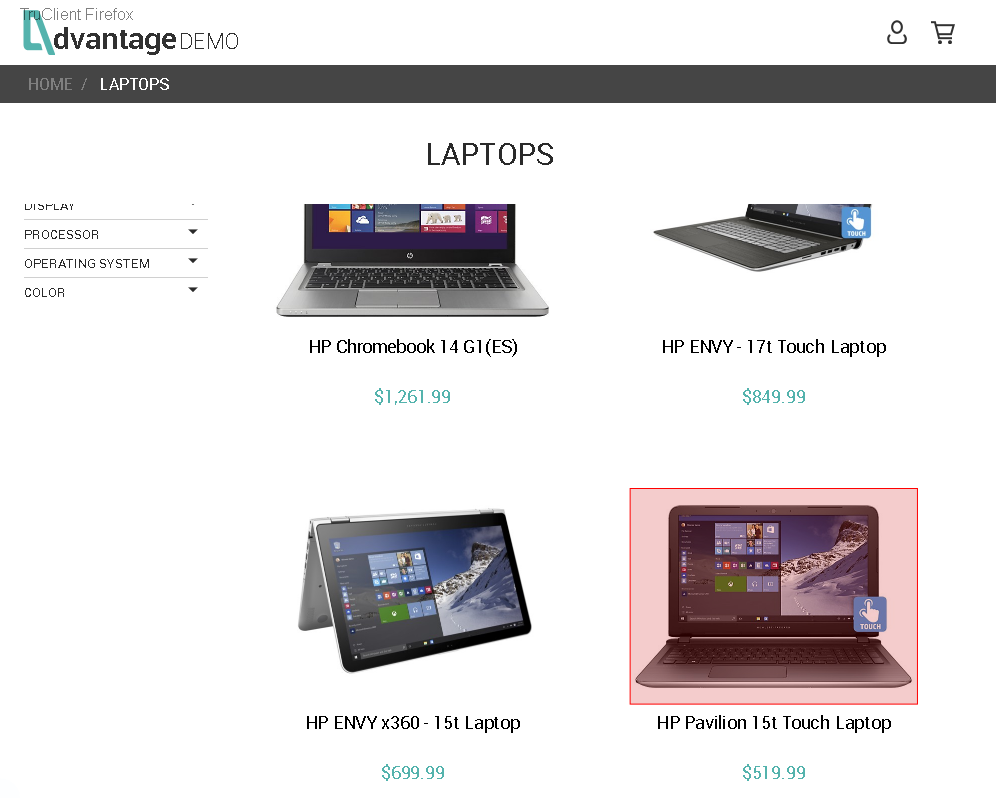 TruClient Firefox
dvantage DEMO
HOME / LAPTOPS
LAPTOPS
DISPLAY
PROCESSOR
OPERATING SYSTEM
COLOR
TOUCH
HP Chromebook 14 G1(ES)
HP ENVY - 17t Touch Laptop
$1,261.99
$849.99
TOUCH
HP ENVY x360 - 15t Laptop
HP Pavilion 15t Touch Laptop
$699.99
$519.99